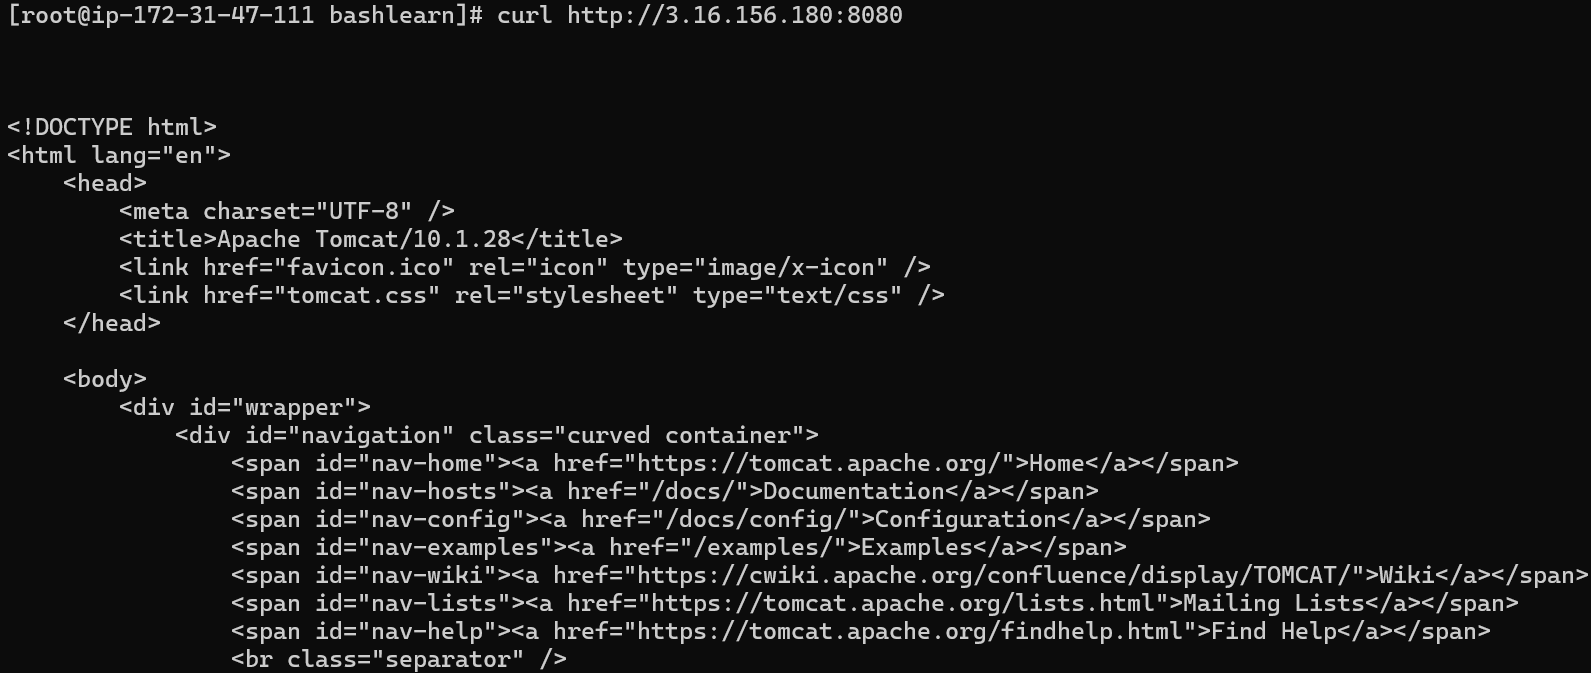 [root@ip-172-31-47-111 bashlearn]# curl http://3.16.156.180:8080
<!DOCTYPE html>
<html lang="en">
    <head>
        <meta charset="UTF-8" />
        <title>Apache Tomcat/10.1.28</title>
        <link href="favicon.ico" rel="icon" type="image/x-icon" />
        <link href="tomcat.css" rel="stylesheet" type="text/css" />
    </head>
    <body>
        <div id="wrapper">
            <div id="navigation" class="curved container">
                <span id="nav-home"><a href="https://tomcat.apache.org/">Home</a></span>
                <span id="nav-hosts"><a href="/docs/">Documentation</a></span>
                <span id="nav-config"><a href="/docs/config/">Configuration</a></span>
                <span id="nav-examples"><a href="/examples/">Examples</a></span>
                <span id="nav-wiki"><a href="https://cwiki.apache.org/confluence/display/TOMCAT/">Wiki</a></span>
                <span id="nav-lists"><a href="https://tomcat.apache.org/lists.html">Mailing Lists</a></span>
                <span id="nav-help"><a href="https://tomcat.apache.org/findhelp.html">Find Help</a></span>
                <br class="separator" />